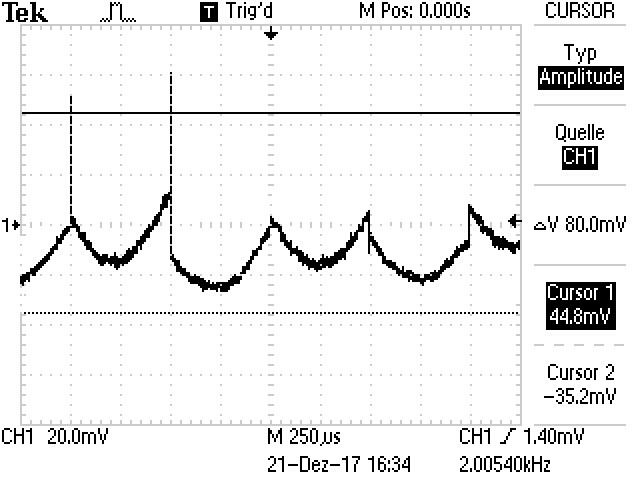 Tek T Trig'd M Pos: 0.000s CURSOR
Typ
Amplitude
Quelle
CH1
1
△V 80.0mV
Cursor 1
44.8mV
Cursor 2
-35.2mV
CH1 20.0mV M 250µs CH1 1.40mV
21-Dez-17 16:34 2.00540kHz